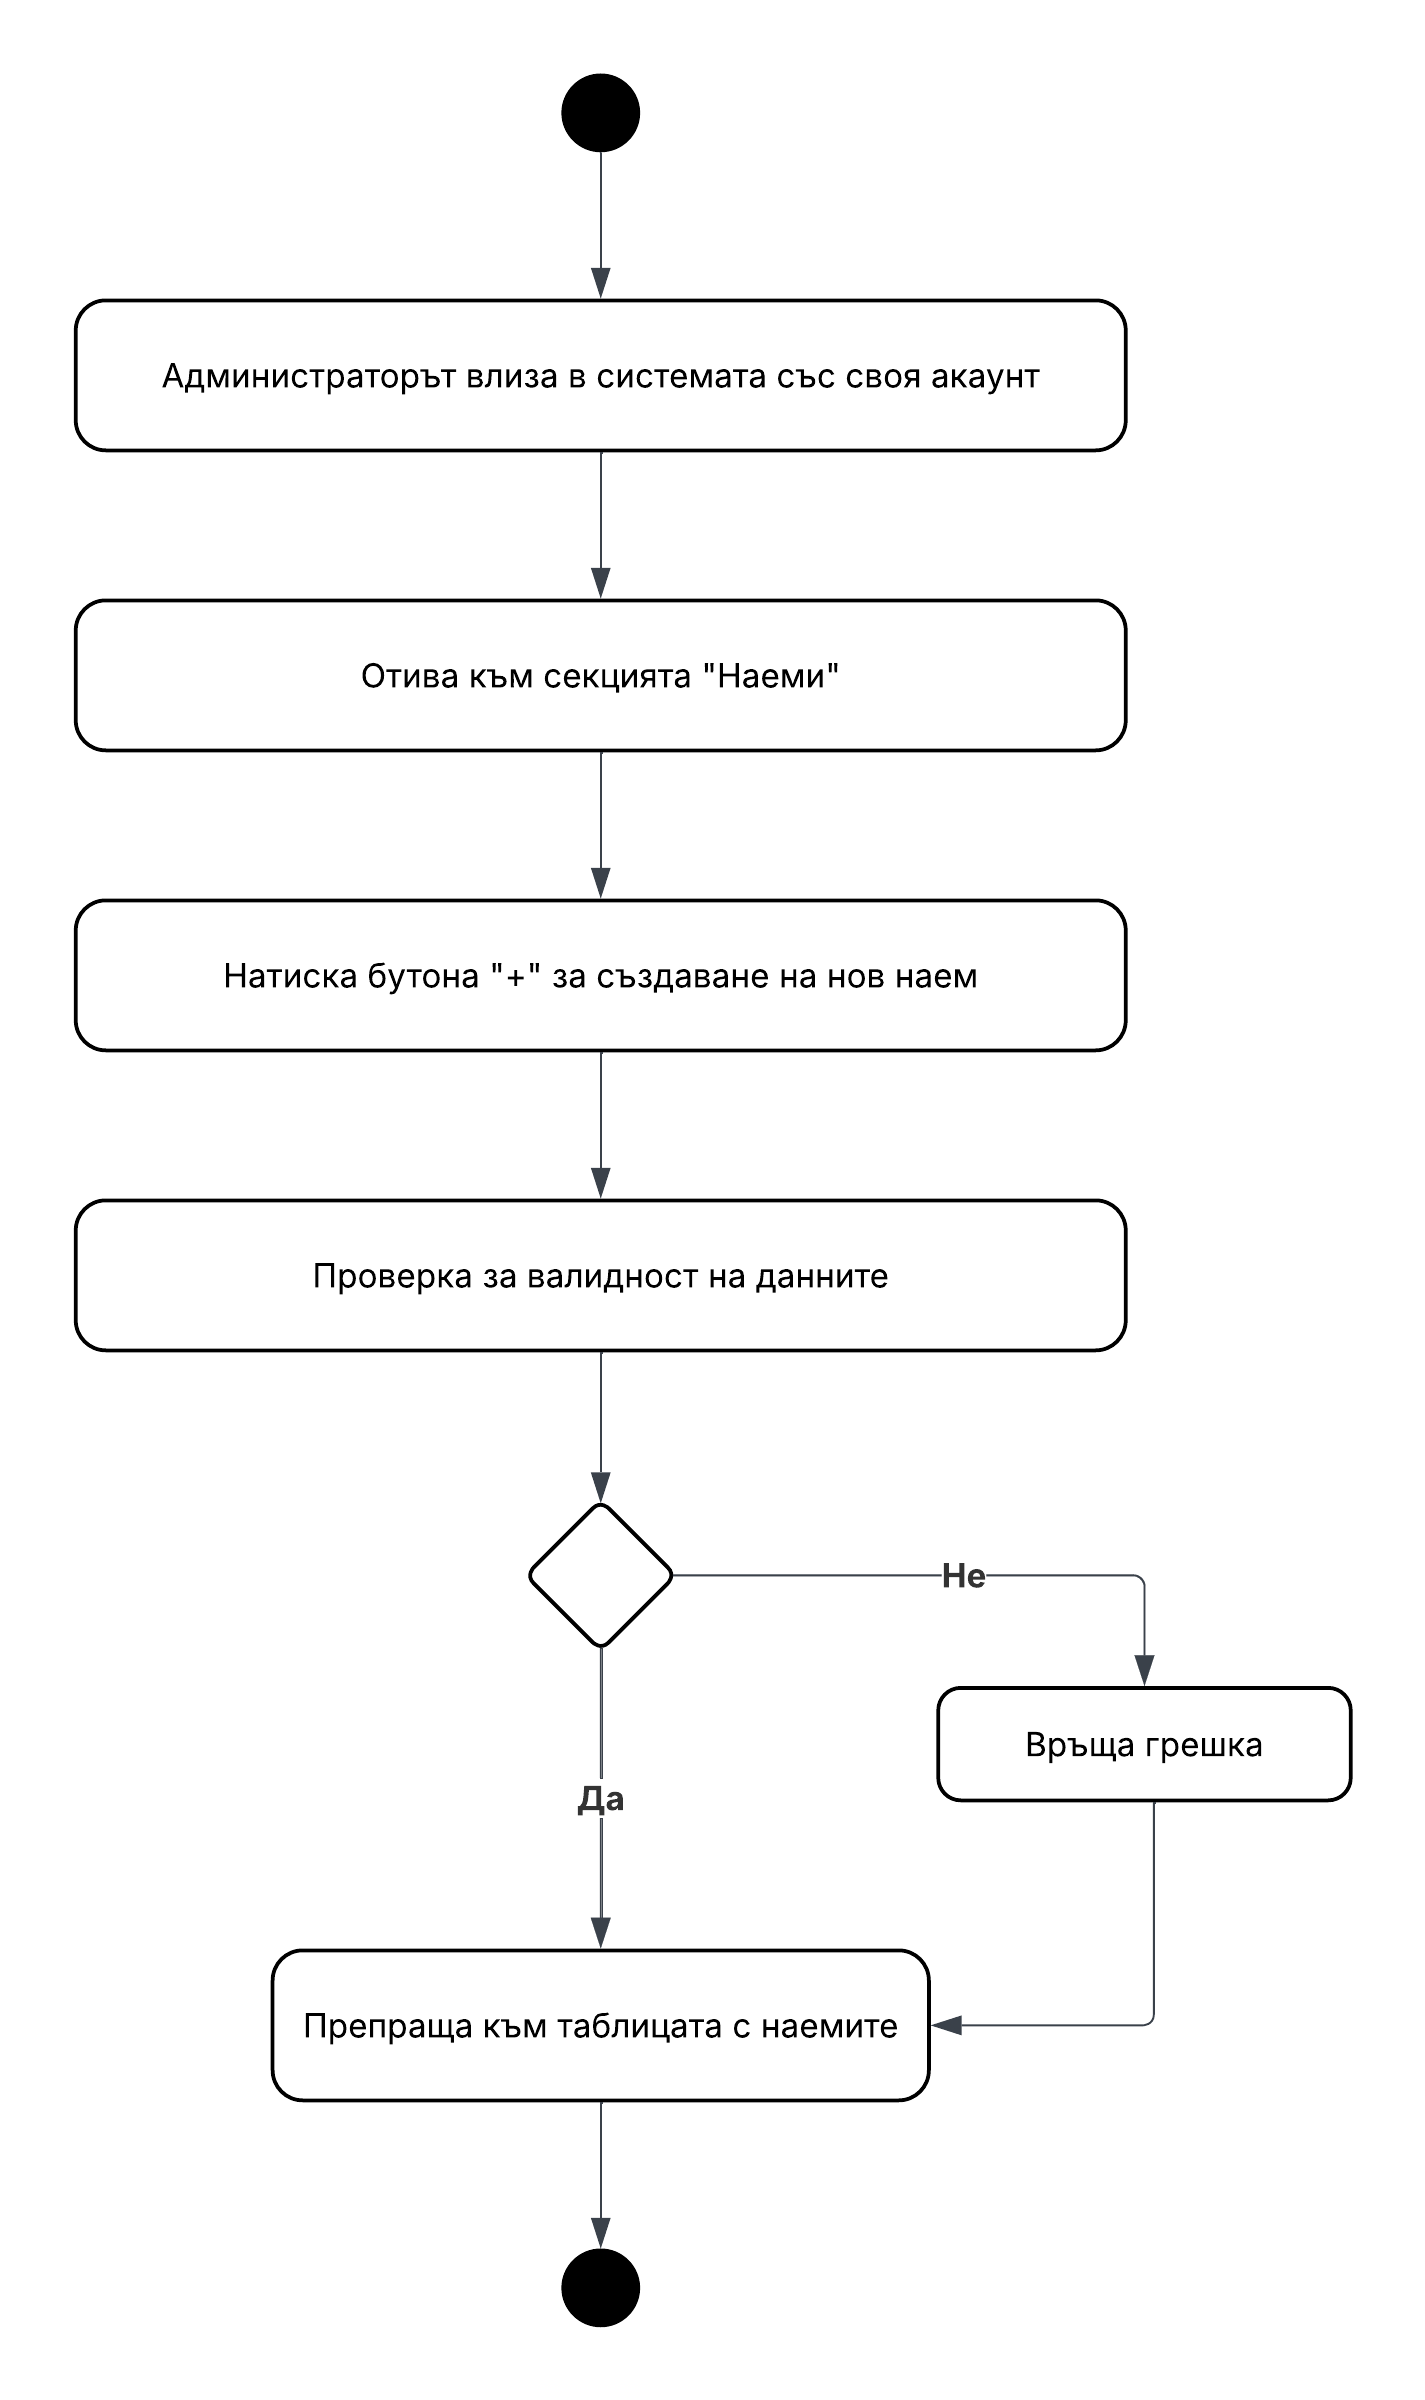 Администраторът влиза в системата със своя акаунт
Отива към секцията "Наеми"
Натиска бутона "+" за създаване на нов наем
Проверка за валидност на данните
Не
Връща грешка
Да
Препраща към таблицата с наемите